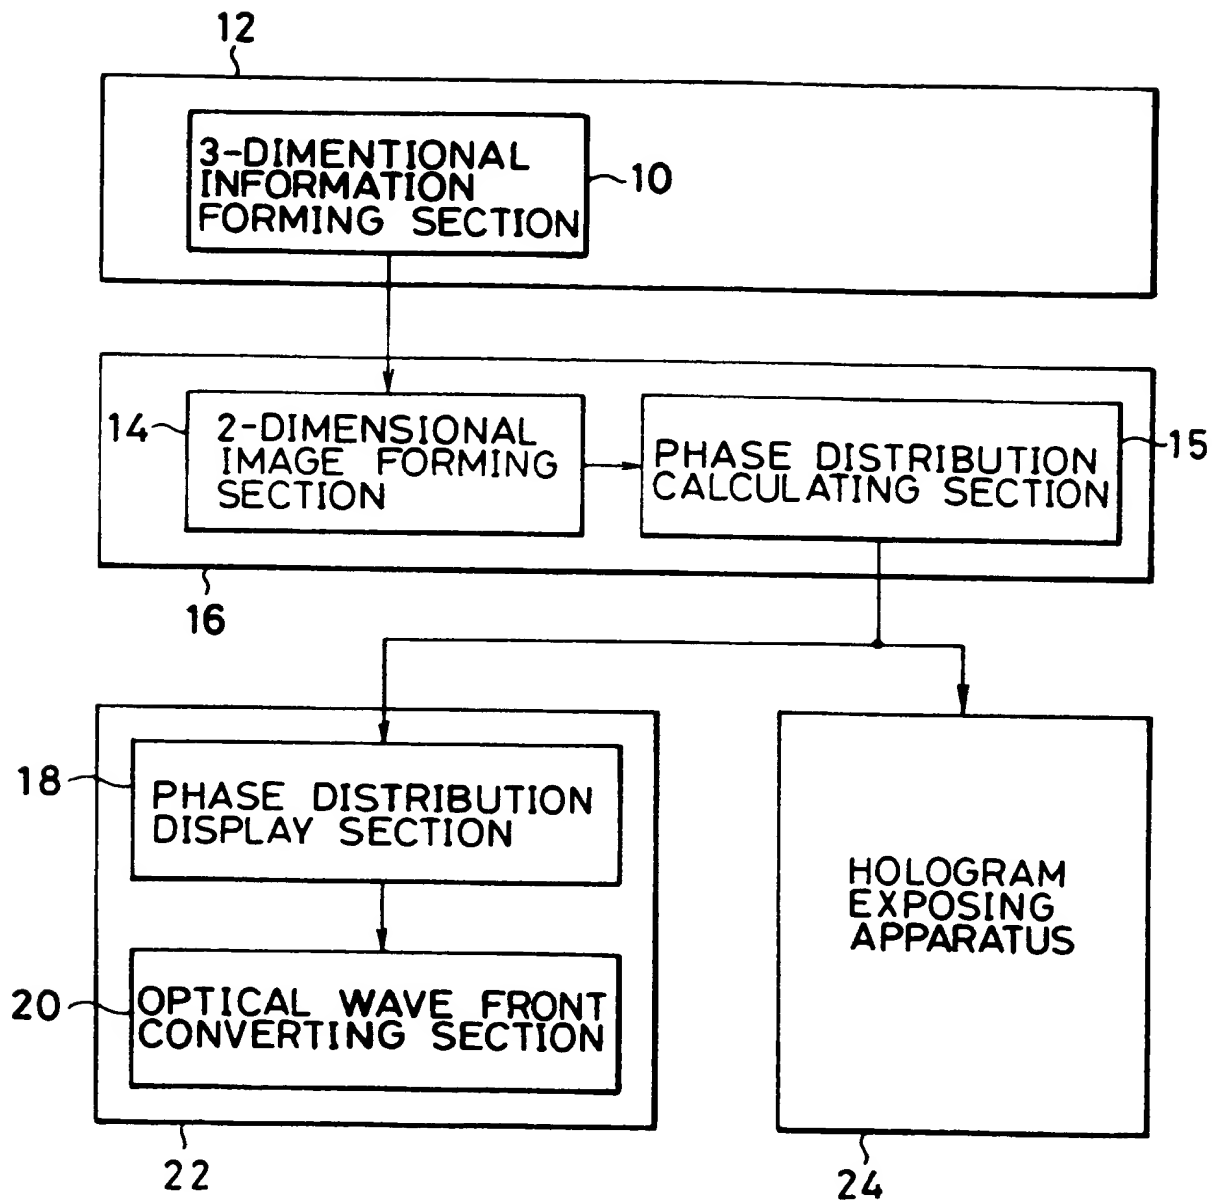 12
3-DIMENTIONAL
INFORMATION
FORMING SECTION
10
14
2-DIMENSIONAL
IMAGE FORMING
SECTION
PHASE DISTRIBUTION
CALCULATING SECTION
15
16
18
PHASE DISTRIBUTION
DISPLAY SECTION
20
OPTICAL WAVE FRONT
CONVERTING SECTION
22
HOLOGRAM
EXPOSING
APPARATUS
24